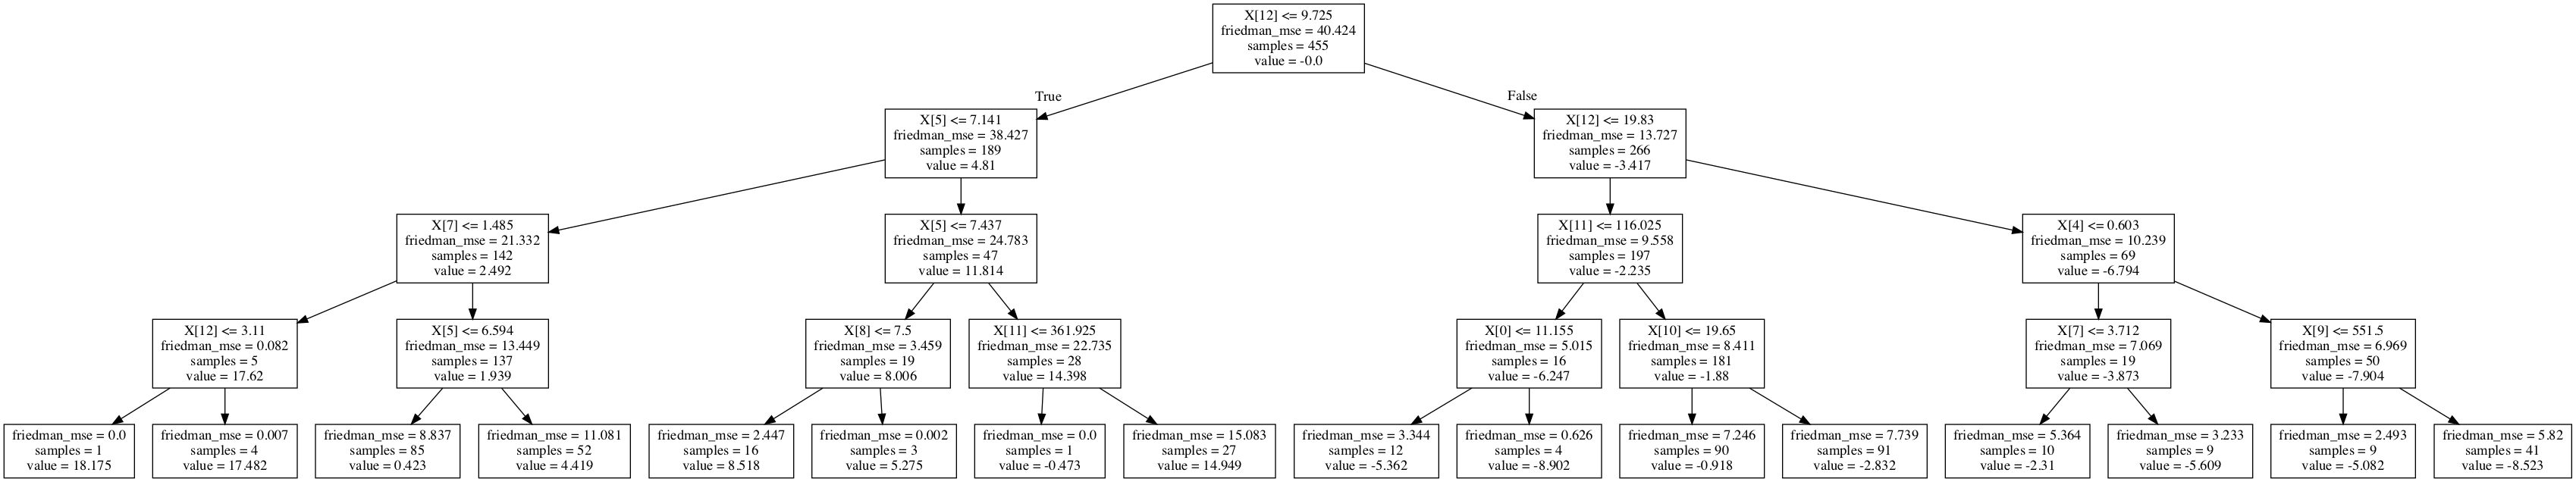 X[12] <= 9.725
friedman_mse = 40.424
samples = 455
value = -0.0
True
False
X[5] <= 7.141
friedman_mse = 38.427
samples = 189
value = 4.81
X[12] <= 19.83
friedman_mse = 13.727
samples = 266
value = -3.417
X[7] <= 1.485
friedman_mse = 21.332
samples = 142
value = 2.492
X[5] <= 7.437
friedman_mse = 24.783
samples = 47
value = 11.814
X[11] <= 116.025
friedman_mse = 9.558
samples = 197
value = -2.235
X[4] <= 0.603
friedman_mse = 10.239
samples = 69
value = -6.794
X[12] <= 3.11
friedman_mse = 0.082
samples = 5
value = 17.62
X[5] <= 6.594
friedman_mse = 13.449
samples = 137
value = 1.939
X[8] <= 7.5
friedman_mse = 3.459
samples = 19
value = 8.006
X[11] <= 361.925
friedman_mse = 22.735
samples = 28
value = 14.398
X[0] <= 11.155
friedman_mse = 5.015
samples = 16
value = -6.247
X[10] <= 19.65
friedman_mse = 8.411
samples = 181
value = -1.88
X[7] <= 3.712
friedman_mse = 7.069
samples = 19
value = -3.873
X[9] <= 551.5
friedman_mse = 6.969
samples = 50
value = -7.904
friedman_mse = 0.0
samples = 1
value = 18.175
friedman_mse = 0.007
samples = 4
value = 17.482
friedman_mse = 8.837
samples = 85
value = 0.423
friedman_mse = 11.081
samples = 52
value = 4.419
friedman_mse = 2.447
samples = 16
value = 8.518
friedman_mse = 0.002
samples = 3
value = 5.275
friedman_mse = 0.0
samples = 1
value = -0.473
friedman_mse = 15.083
samples = 27
value = 14.949
friedman_mse = 3.344
samples = 12
value = -5.362
friedman_mse = 0.626
samples = 4
value = -8.902
friedman_mse = 7.246
samples = 90
value = -0.918
friedman_mse = 7.739
samples = 91
value = -2.832
friedman_mse = 5.364
samples = 10
value = -2.31
friedman_mse = 3.233
samples = 9
value = -5.609
friedman_mse = 2.493
samples = 9
value = -5.082
friedman_mse = 5.82
samples = 41
value = -8.523